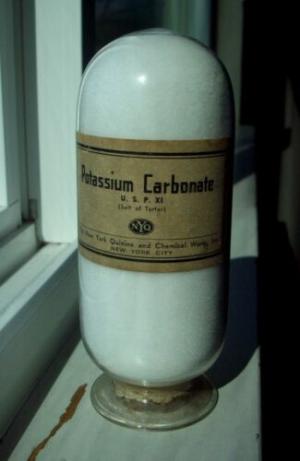 Potassium Carbonate
U. S. P. XI
(Salt of Tartar)
NYQ
New York Quinine and Chemical Works, Inc.
NEW YORK CITY